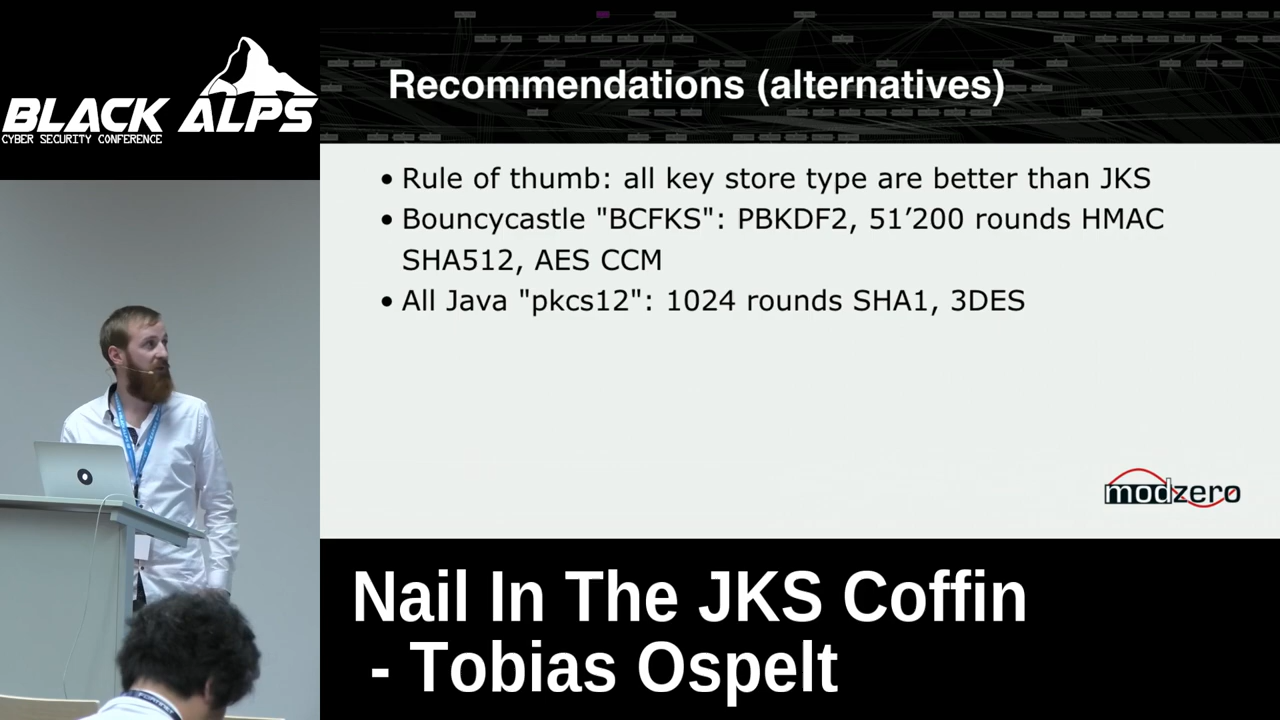 BLACK ALPS
CYBER SECURITY CONFERENCE
Recommendations (alternatives)
• Rule of thumb: all key store type are better than JKS
• Bouncycastle "BCFKS": PBKDF2, 51’200 rounds HMAC
SHA512, AES CCM
• All Java "pkcs12": 1024 rounds SHA1, 3DES
modzero
Nail In The JKS Coffin
- Tobias Ospelt